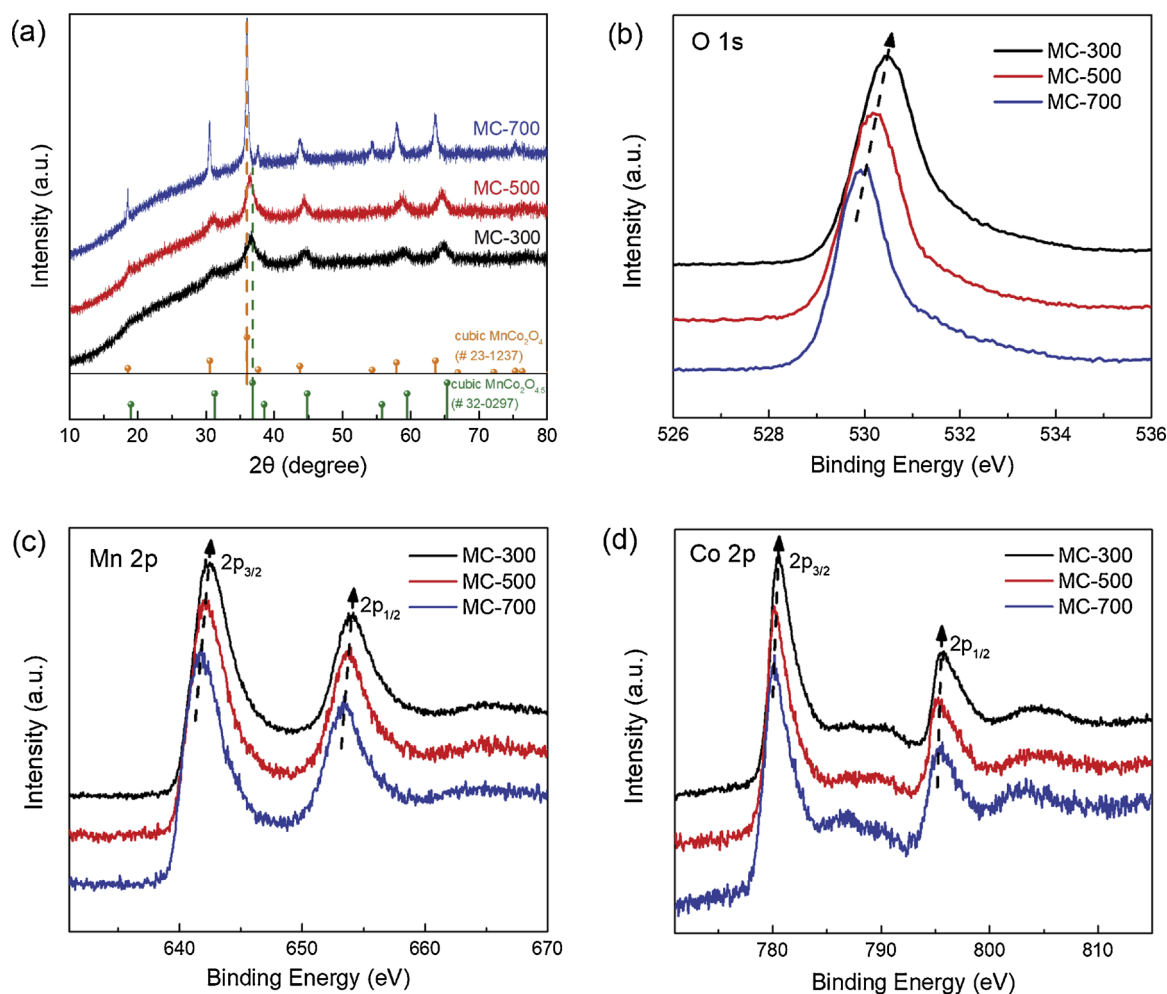 (a)
MC-700
MC-500
MC-300
cubic MnCo₂O₄
(# 23-1237)
cubic MnCo₂O₄.₅
(# 32-0297)
Intensity (a.u.)
10 20 30 40 50 60 70 80
2θ (degree)
(b)
O 1s
MC-300
MC-500
MC-700
Intensity (a.u.)
526 528 530 532 534 536
Binding Energy (eV)
(c)
Mn 2p
2p₃/₂
2p₁/₂
MC-300
MC-500
MC-700
Intensity (a.u.)
640 650 660 670
Binding Energy (eV)
(d)
Co 2p
2p₃/₂
2p₁/₂
MC-300
MC-500
MC-700
Intensity (a.u.)
780 790 800 810
Binding Energy (eV)